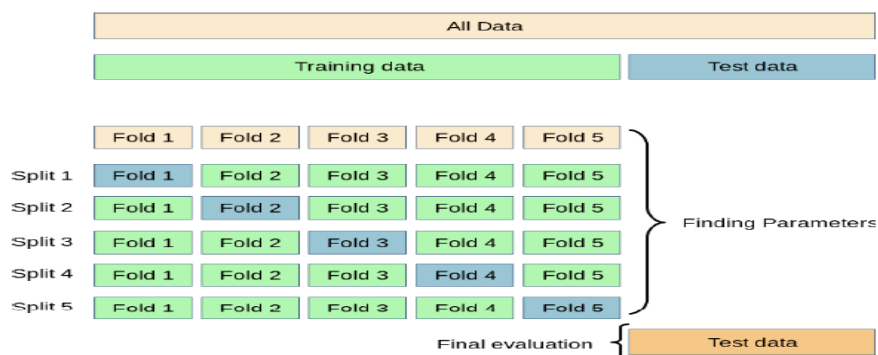 All Data
Training data Test data
Fold 1 Fold 2 Fold 3 Fold 4 Fold 5
Split 1 Fold 1 Fold 2 Fold 3 Fold 4 Fold 5
Split 2 Fold 1 Fold 2 Fold 3 Fold 4 Fold 5
Finding Parameters
Split 3 Fold 1 Fold 2 Fold 3 Fold 4 Fold 5
Split 4 Fold 1 Fold 2 Fold 3 Fold 4 Fold 5
Split 5 Fold 1 Fold 2 Fold 3 Fold 4 Fold 5
Final evaluation Test data